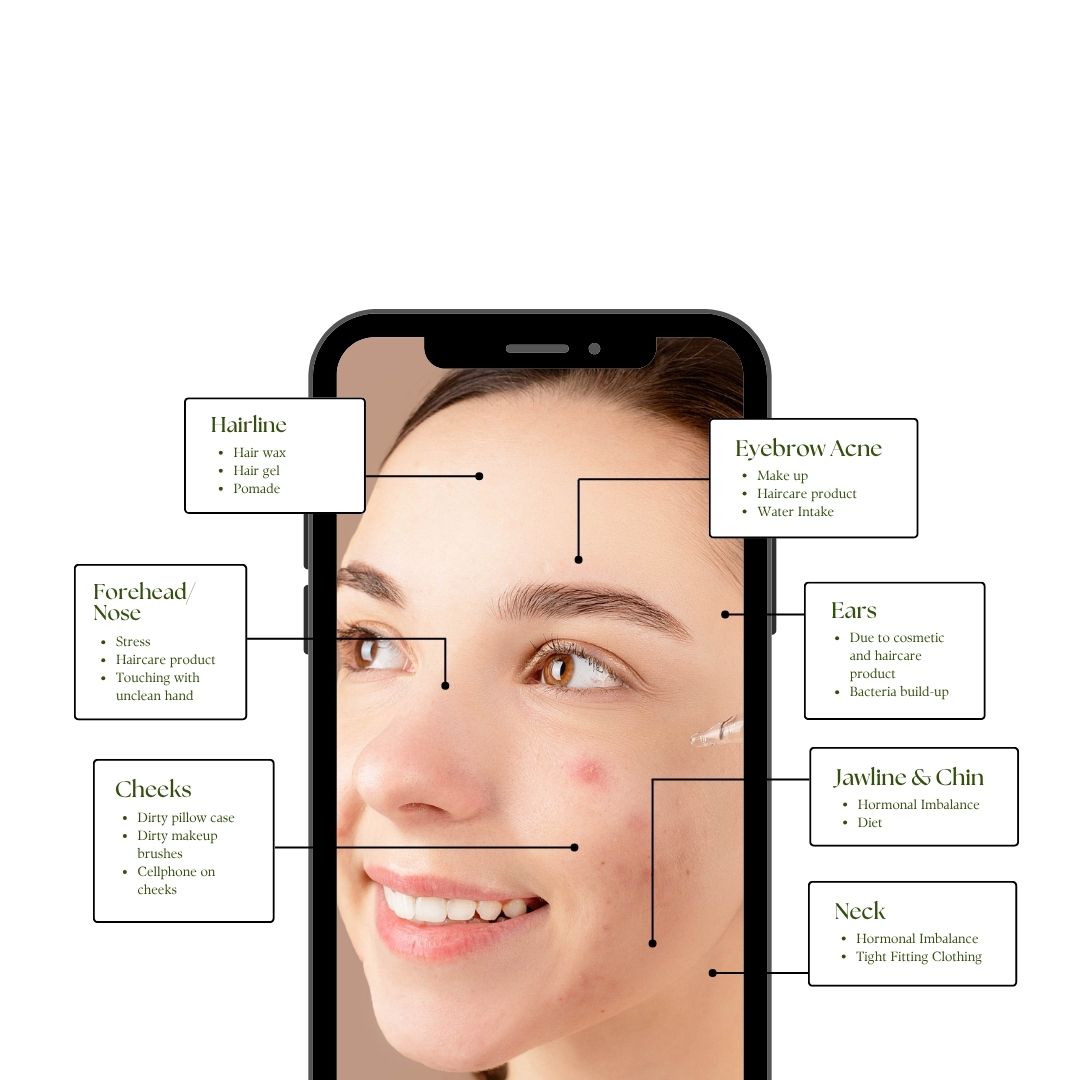 Hairline
• Hair wax
• Hair gel
• Pomade
Eyebrow Acne
• Make up
• Haircare product
• Water Intake
Forehead/
Nose
• Stress
• Haircare product
• Touching with
unclean hand
Ears
• Due to cosmetic
and haircare
product
• Bacteria build-up
Cheeks
• Dirty pillow case
• Dirty makeup
brushes
• Cellphone on
cheeks
Jawline & Chin
• Hormonal Imbalance
• Diet
Neck
• Hormonal Imbalance
• Tight Fitting Clothing